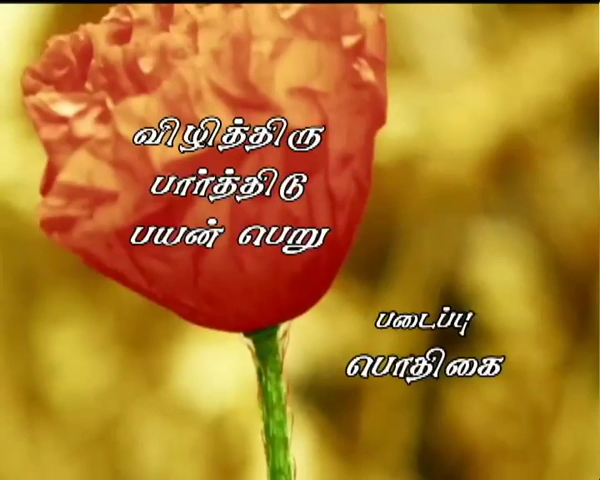 விழித்திரு
பார்த்திடு
பயன் பெறு
படைப்பு
பொதிகை